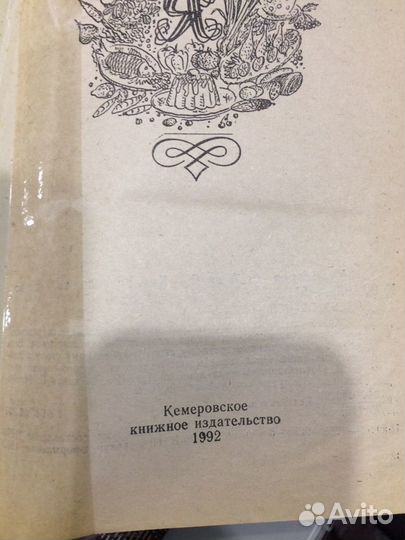 Я
Кемеровское
книжное издательство
1992
Avito